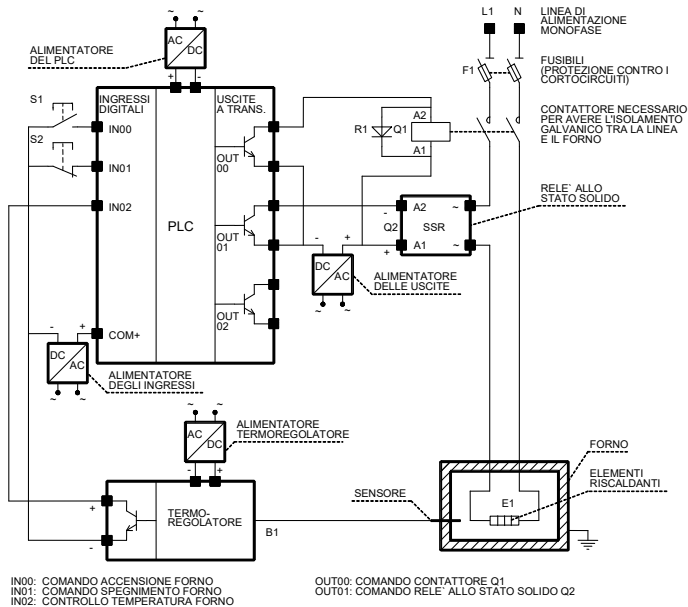 L1 N LINEA DI
ALIMENTAZIONE
MONOFASE
ALIMENTATORE
DEL PLC
AC
DC
+ -
~ ~
F1
FUSIBILI
(PROTEZIONE CONTRO I
CORTOCIRCUITI)
S1
S2
INGRESSI
DIGITALI
USCITE
A TRANS.
IN00
IN01
IN02
PLC
COM+
OUT
00
OUT
01
OUT
02
R1
Q1
A2
A1
CONTATTORE NECESSARIO
PER AVERE L'ISOLAMENTO
GALVANICO TRA LA LINEA
E IL FORNO
RELE` ALLO
STATO SOLIDO
A2 ~
- Q2 SSR
+ A1 ~
- +
DC
AC
~ ~
ALIMENTATORE
DELLE USCITE
- +
DC
AC
~ ~
ALIMENTATORE
DEGLI INGRESSI
~ ~
AC
DC
- +
ALIMENTATORE
TERMOREGOLATORE
+
-
TERMO-
REGOLATORE
B1
SENSORE
FORNO
ELEMENTI
RISCALDANTI
E1
IN00: COMANDO ACCENSIONE FORNO
IN01: COMANDO SPEGNIMENTO FORNO
IN02: CONTROLLO TEMPERATURA FORNO
OUT00: COMANDO CONTATTORE Q1
OUT01: COMANDO RELE` ALLO STATO SOLIDO Q2